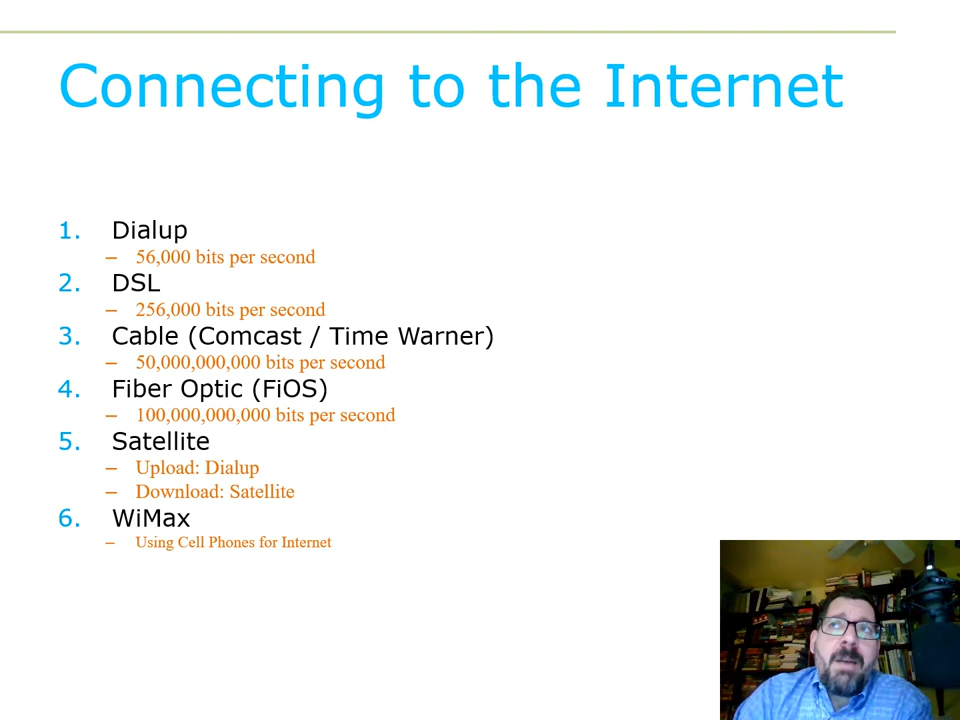 Connecting to the Internet
1. Dialup
– 56,000 bits per second
2. DSL
– 256,000 bits per second
3. Cable (Comcast / Time Warner)
– 50,000,000,000 bits per second
4. Fiber Optic (FiOS)
– 100,000,000,000 bits per second
5. Satellite
– Upload: Dialup
– Download: Satellite
6. WiMax
– Using Cell Phones for Internet